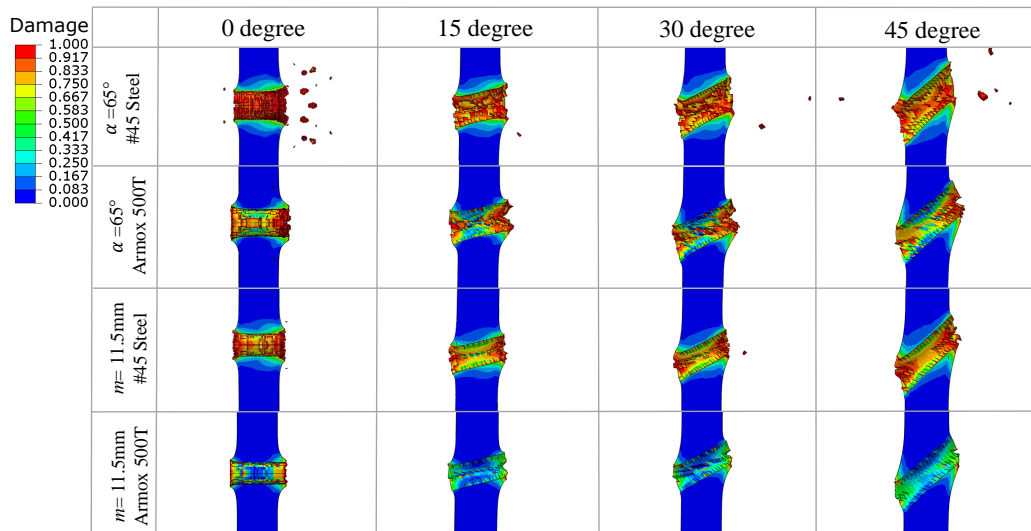 Damage
1.000
0.917
0.833
0.750
0.667
0.583
0.500
0.417
0.333
0.250
0.167
0.083
0.000
0 degree
15 degree
30 degree
45 degree
α =65°
#45 Steel
α =65°
Armox 500T
m= 11.5mm
#45 Steel
m= 11.5mm
Armox 500T